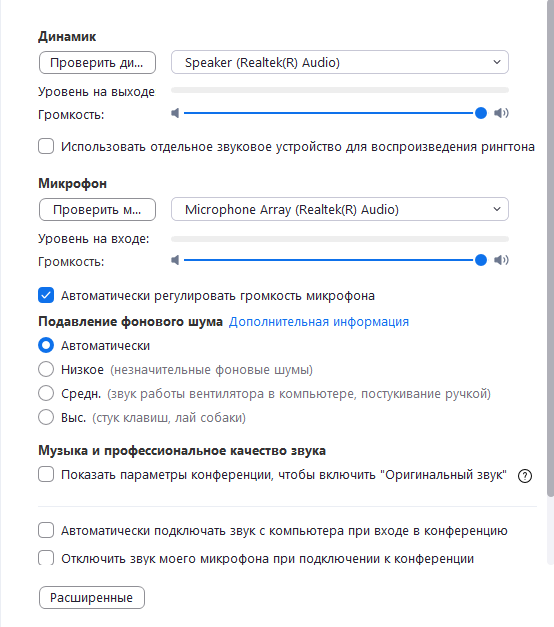 Динамик
Проверить ди... Speaker (Realtek(R) Audio)
Уровень на выходе
Громкость:
Использовать отдельное звуковое устройство для воспроизведения рингтона
Микрофон
Проверить м... Microphone Array (Realtek(R) Audio)
Уровень на входе:
Громкость:
Автоматически регулировать громкость микрофона
Подавление фонового шума Дополнительная информация
Автоматически
Низкое (незначительные фоновые шумы)
Средн. (звук работы вентилятора в компьютере, постукивание ручкой)
Выс. (стук клавиш, лай собаки)
Музыка и профессиональное качество звука
Показать параметры конференции, чтобы включить "Оригинальный звук" ?
Автоматически подключать звук с компьютера при входе в конференцию
Отключить звук моего микрофона при подключении к конференции
Расширенные